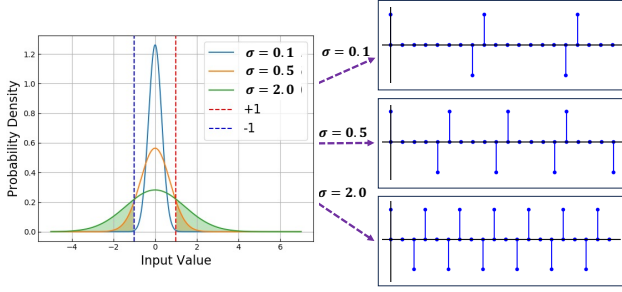 1.2
1.0
0.8
0.6
0.4
0.2
0.0
Probability Density
−4 −2 0 2 4 6
Input Value
σ = 0.1
σ = 0.5
σ = 2.0
+1
-1
σ = 0.1
σ = 0.5
σ = 2.0